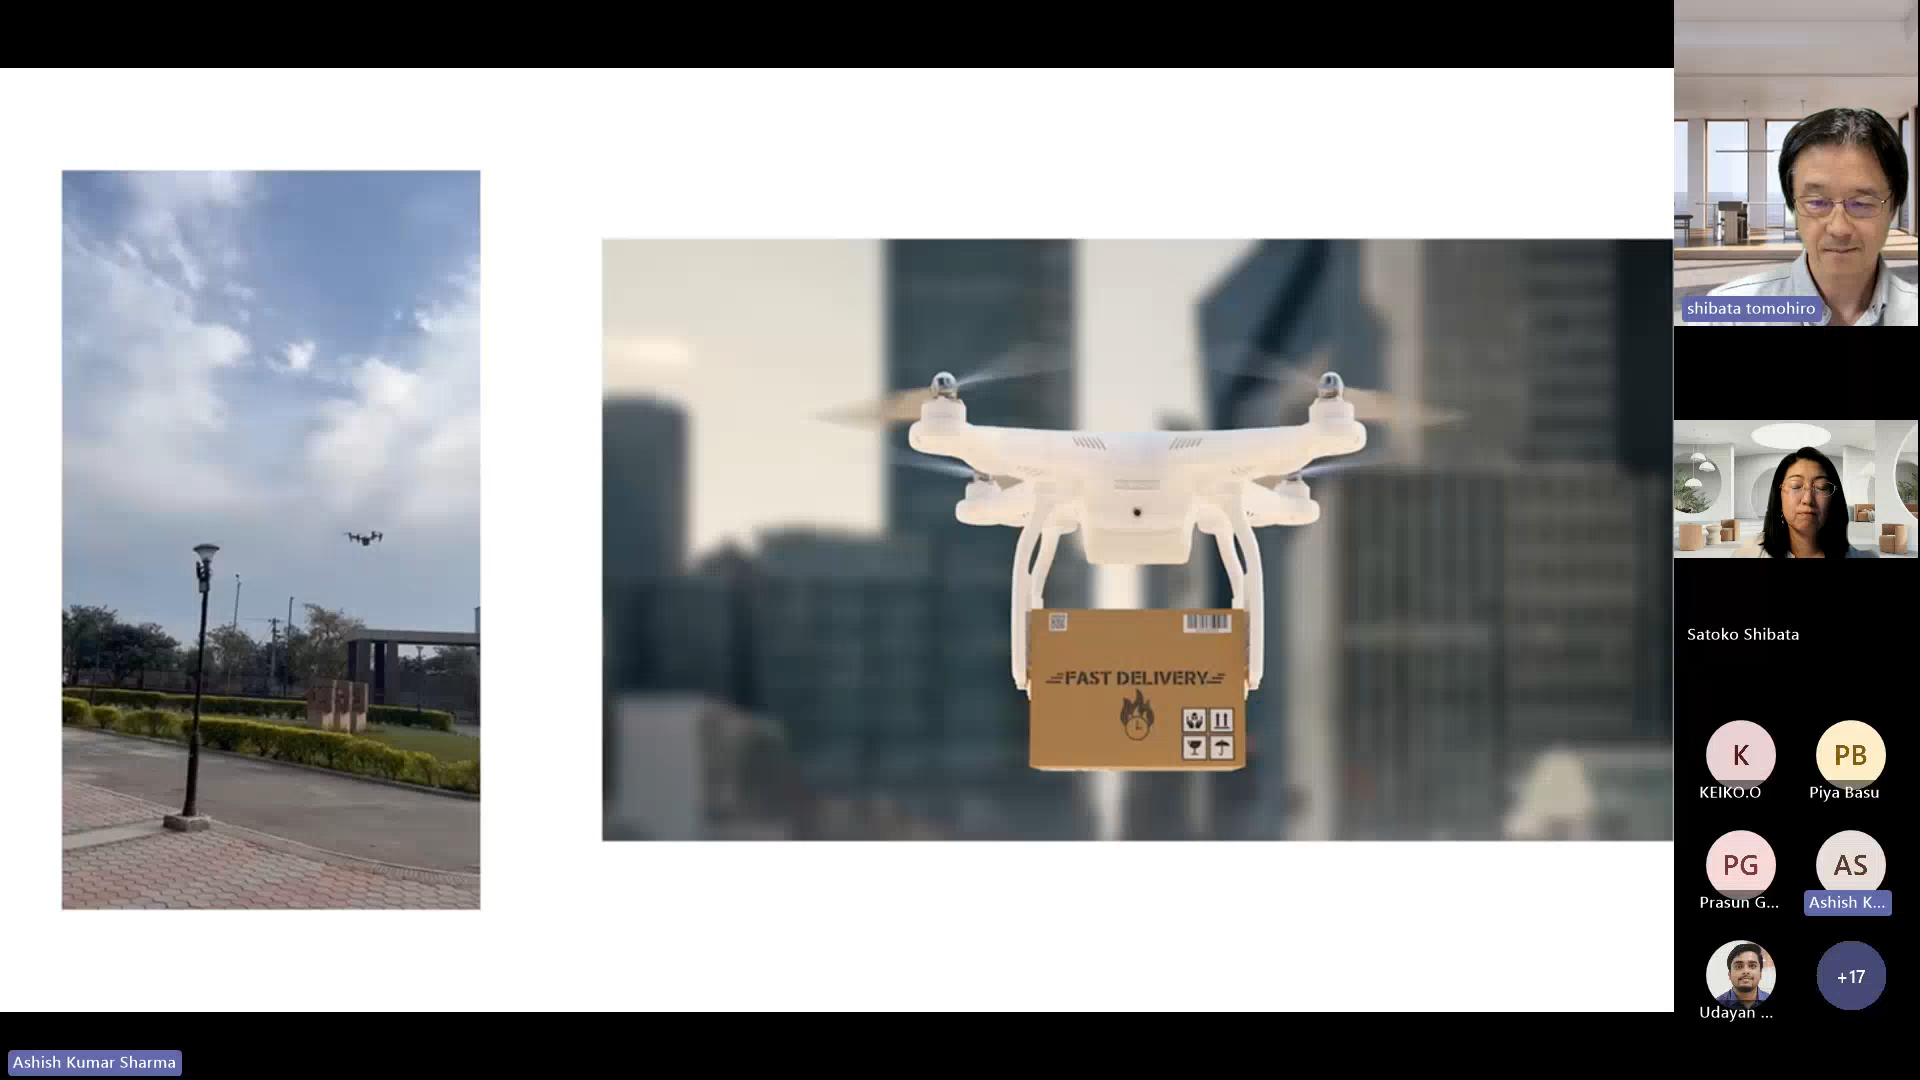 FAST DELIVERY
shibata tomohiro
Satoko Shibata
K
PB
KEIKO.O
Piya Basu
PG
AS
Prasun G...
Ashish K...
+17
Udayan ...
Ashish Kumar Sharma